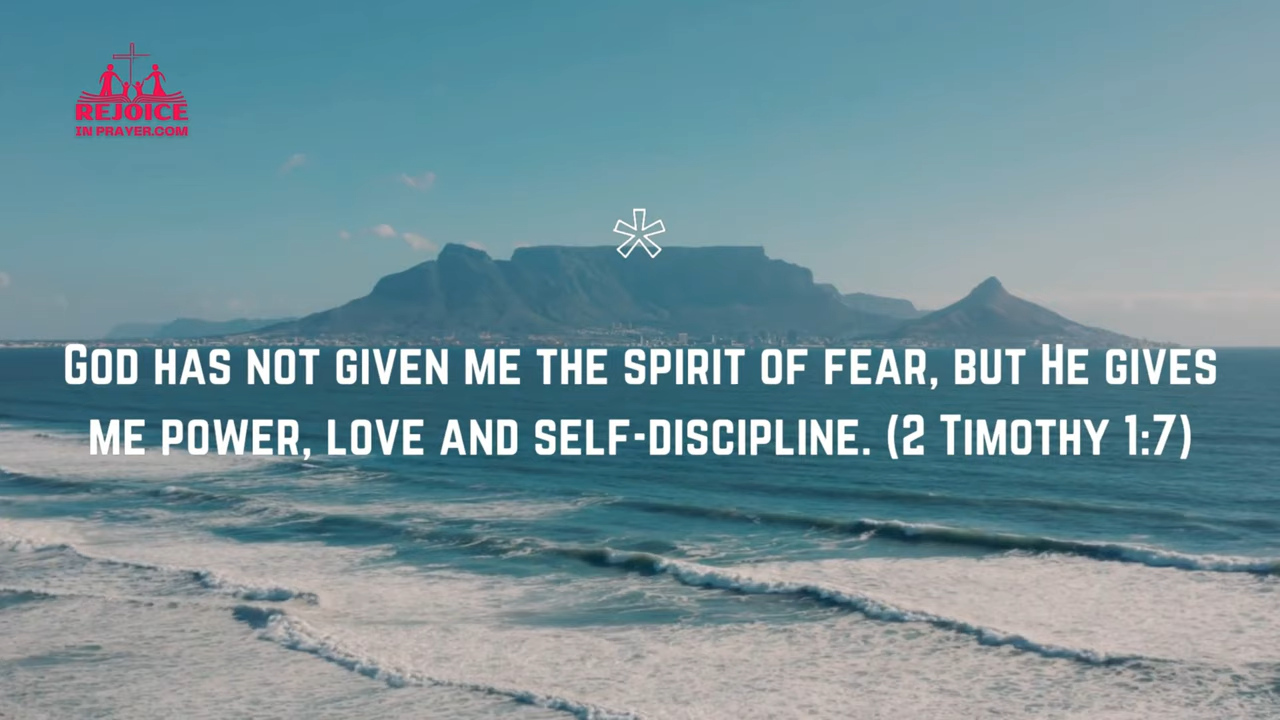 REJOICE
IN PRAYER.COM
God has not given me the spirit of fear, but He gives
me power, love and self-discipline. (2 Timothy 1:7)